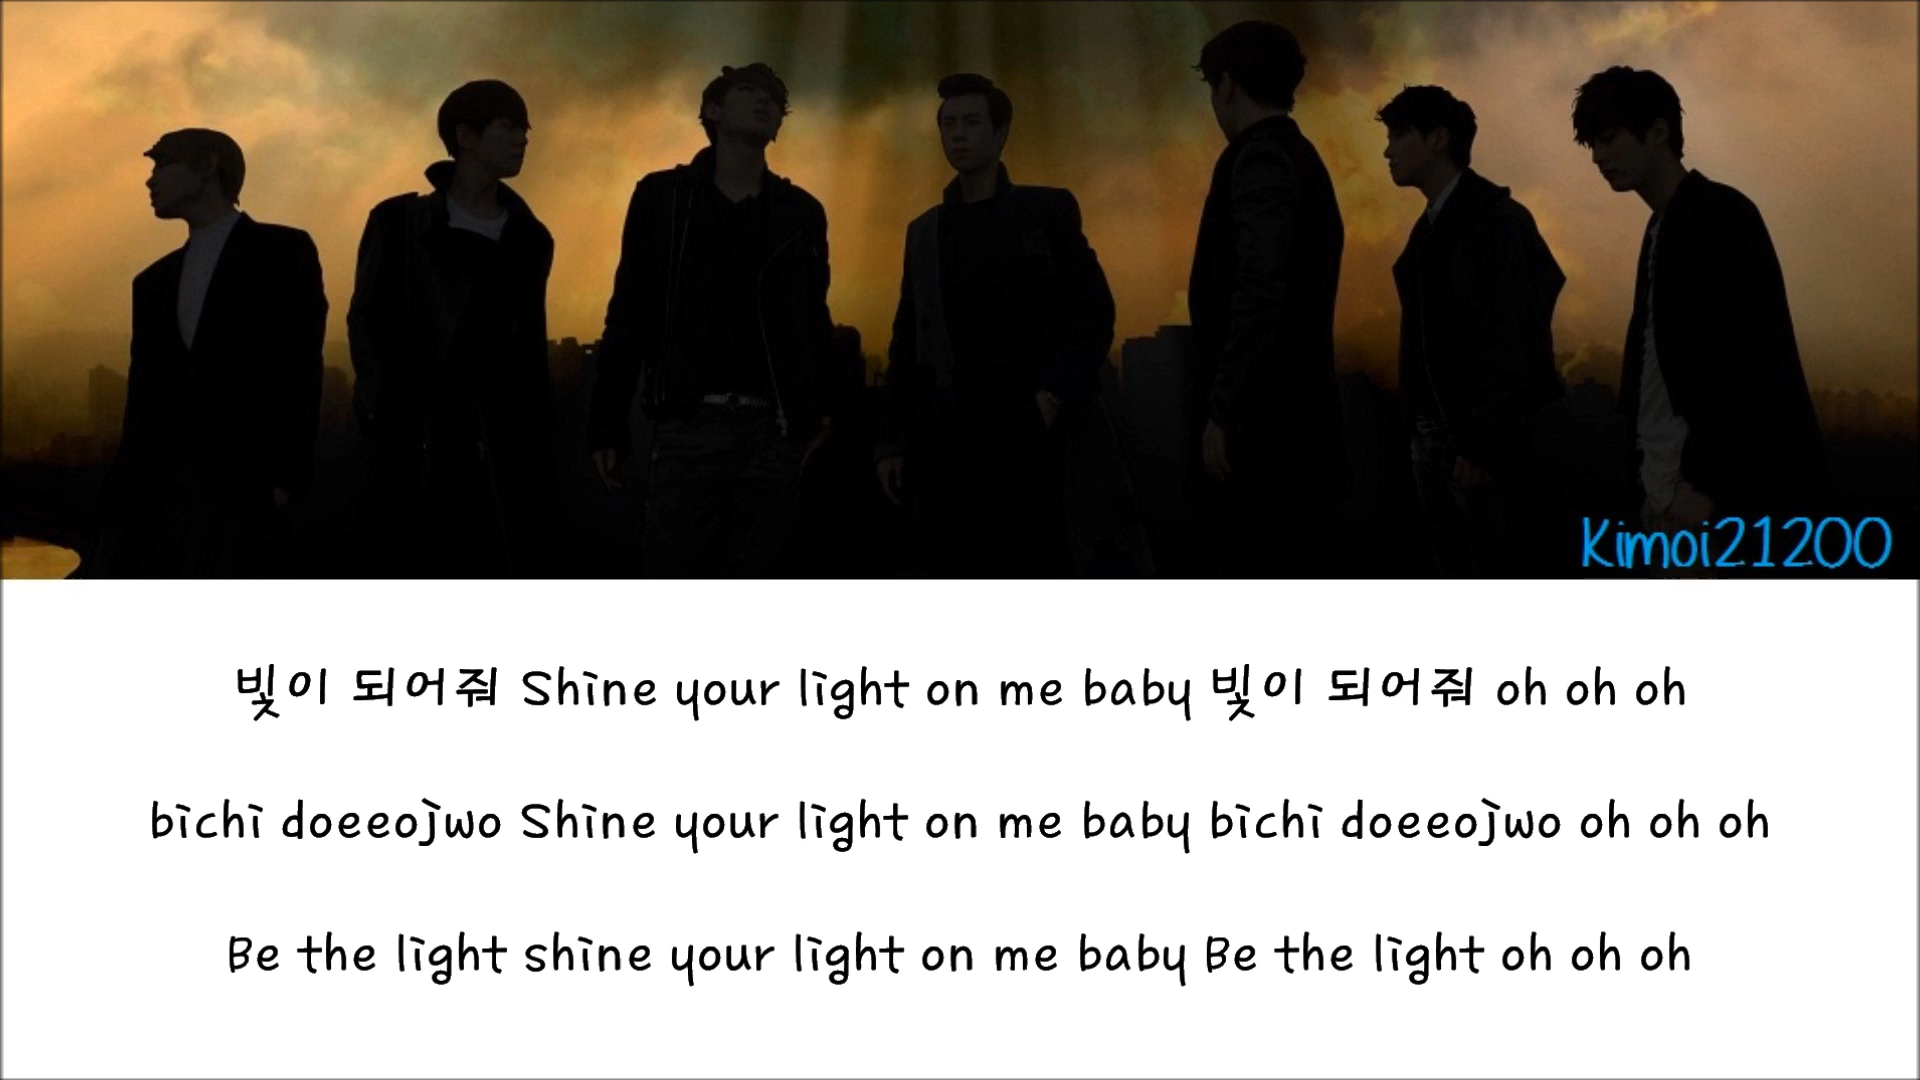 Kimoi21200
빛이 되어줘 Shine your light on me baby 빛이 되어줘 oh oh oh
bichi doeeojwo Shine your light on me baby bichi doeeojwo oh oh oh
Be the light shine your light on me baby Be the light oh oh oh